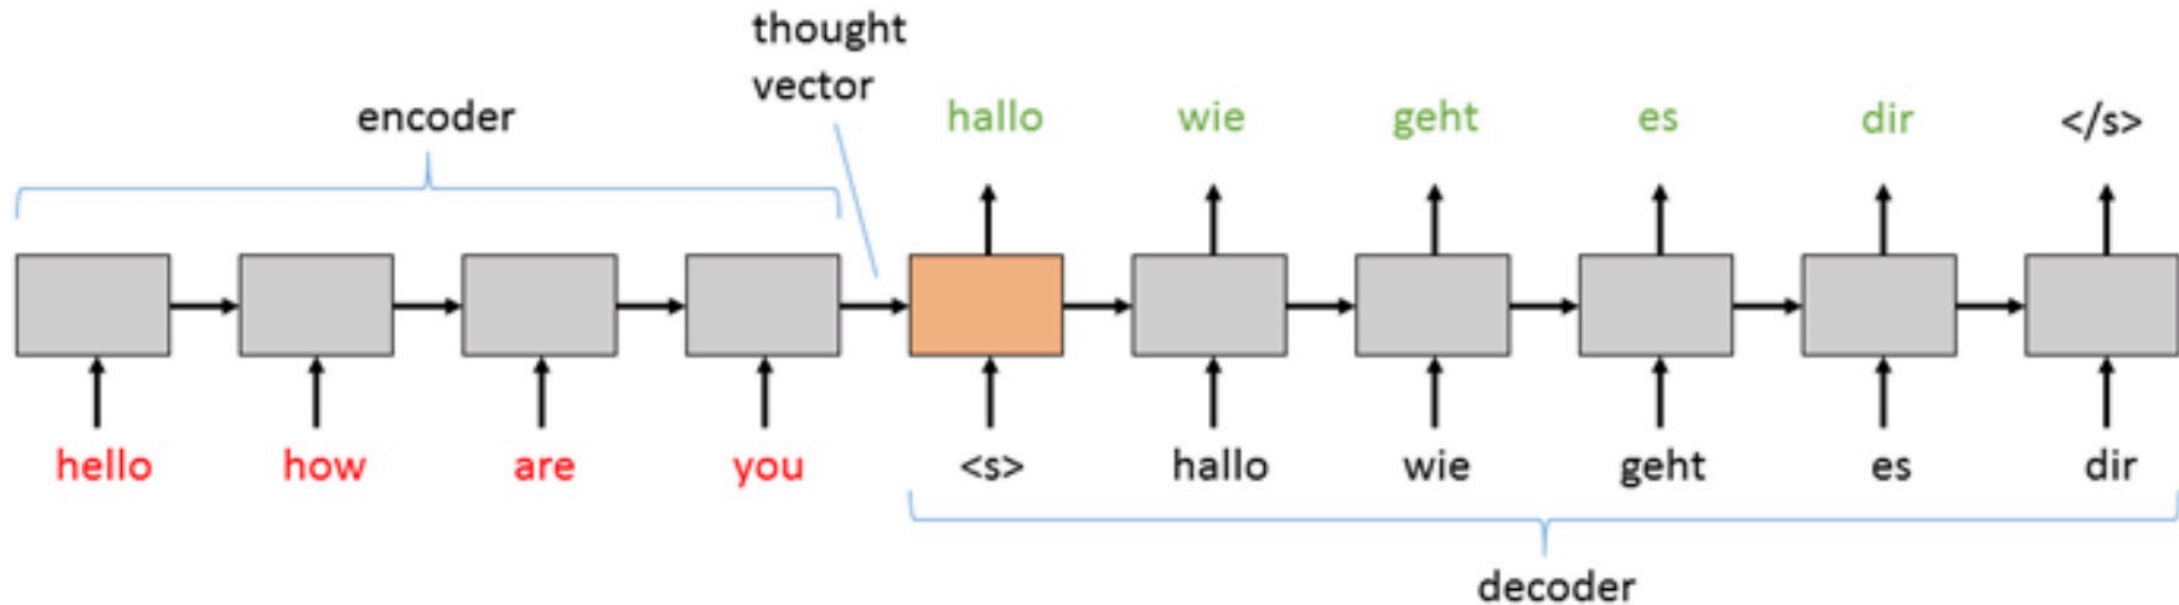 thought
vector
encoder
hallo wie geht es dir </s>
hello how are you <s> hallo wie geht es dir
decoder